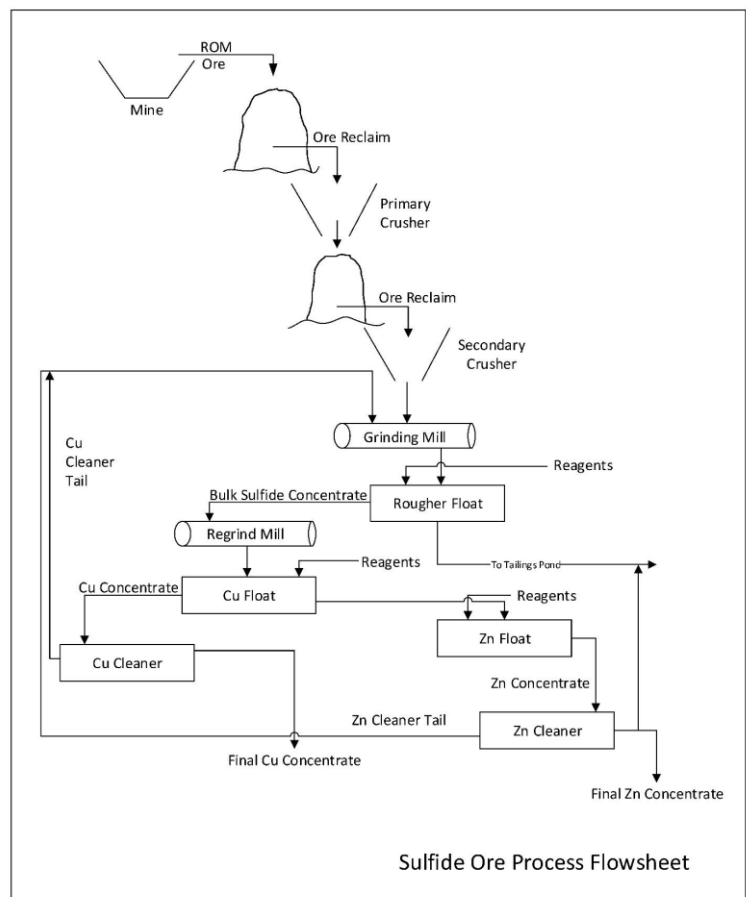 ROM
Ore
Mine
Ore Reclaim
Primary
Crusher
Ore Reclaim
Secondary
Crusher
Cu
Cleaner
Tail
Grinding Mill
Reagents
Bulk Sulfide Concentrate
Rougher Float
Regrind Mill
Reagents
To Tailings Pond
Cu Concentrate
Cu Float
Reagents
Zn Float
Cu Cleaner
Zn Concentrate
Zn Cleaner Tail
Zn Cleaner
Final Cu Concentrate
Final Zn Concentrate
Sulfide Ore Process Flowsheet